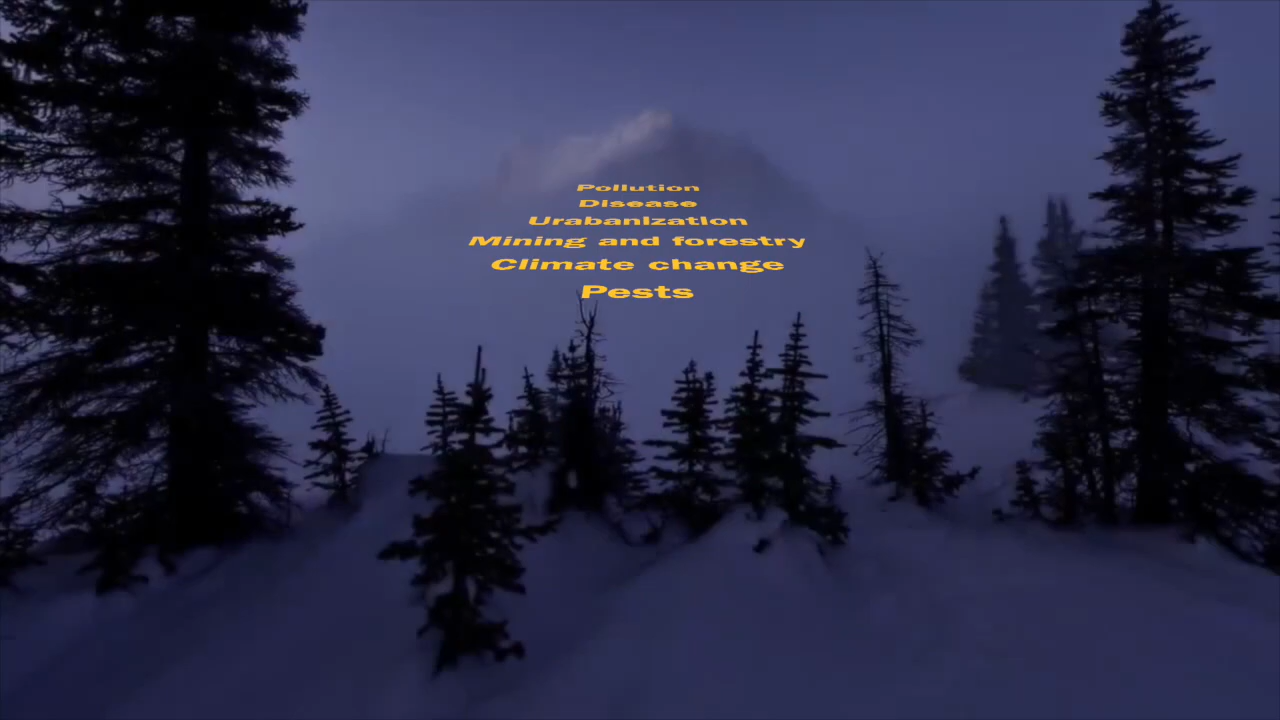 Pollution
Disease
Urabanization
Mining and forestry
Climate change
Pests